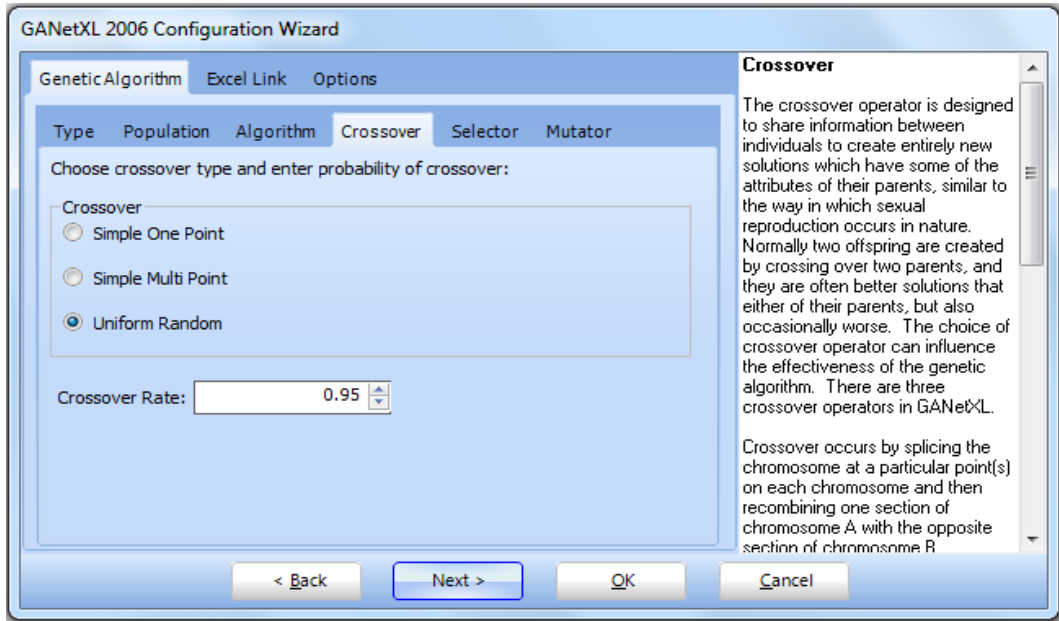 GANetXL 2006 Configuration Wizard
Genetic Algorithm Excel Link Options
Type Population Algorithm Crossover Selector Mutator
Choose crossover type and enter probability of crossover:
Crossover
Simple One Point
Simple Multi Point
Uniform Random
Crossover Rate: 0.95
Crossover
The crossover operator is designed
to share information between
individuals to create entirely new
solutions which have some of the
attributes of their parents, similar to
the way in which sexual
reproduction occurs in nature.
Normally two offspring are created
by crossing over two parents, and
they are often better solutions that
either of their parents, but also
occasionally worse. The choice of
crossover operator can influence
the effectiveness of the genetic
algorithm. There are three
crossover operators in GANetXL.
Crossover occurs by splicing the
chromosome at a particular point(s)
on each chromosome and then
recombining one section of
chromosome A with the opposite
section of chromosome B
< Back Next > OK Cancel